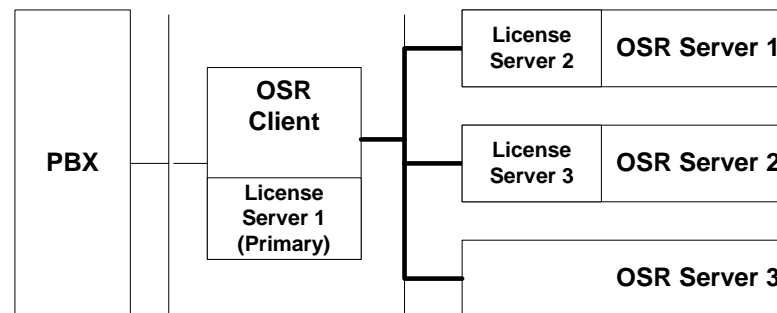 PBX
OSR
Client
License
Server 1
(Primary)
License
Server 2
OSR Server 1
License
Server 3
OSR Server 2
OSR Server 3